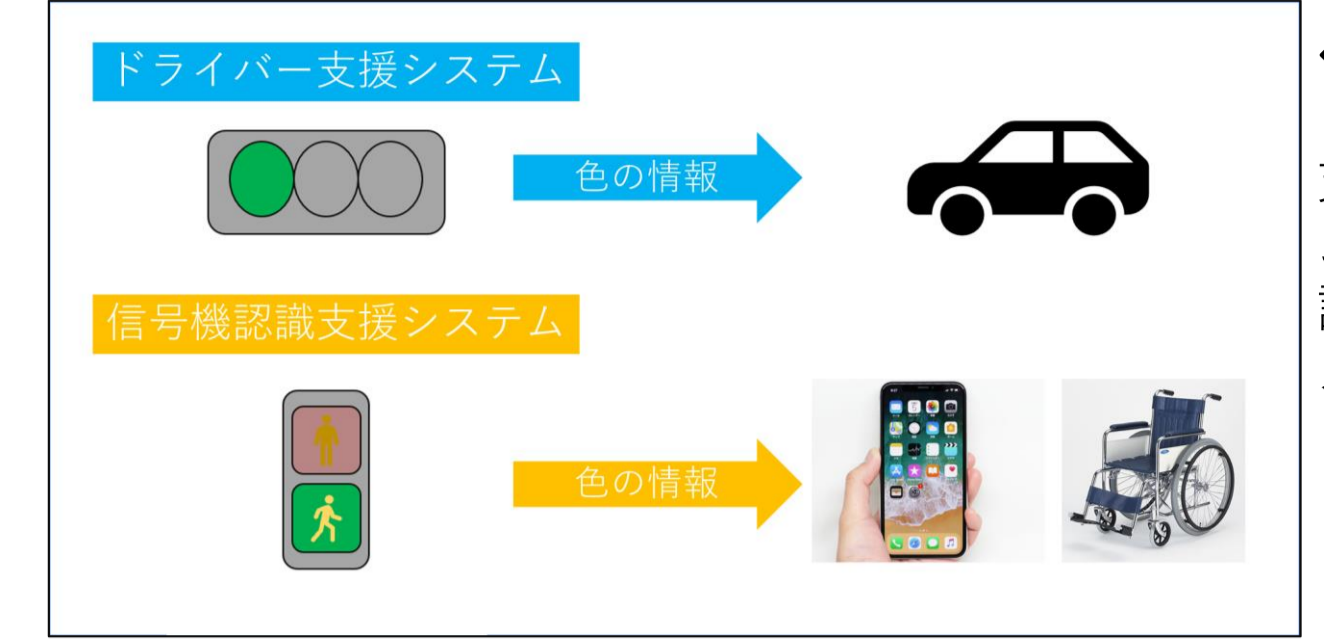 ドライバー支援システム
色の情報
信号機認識支援システム
色の情報